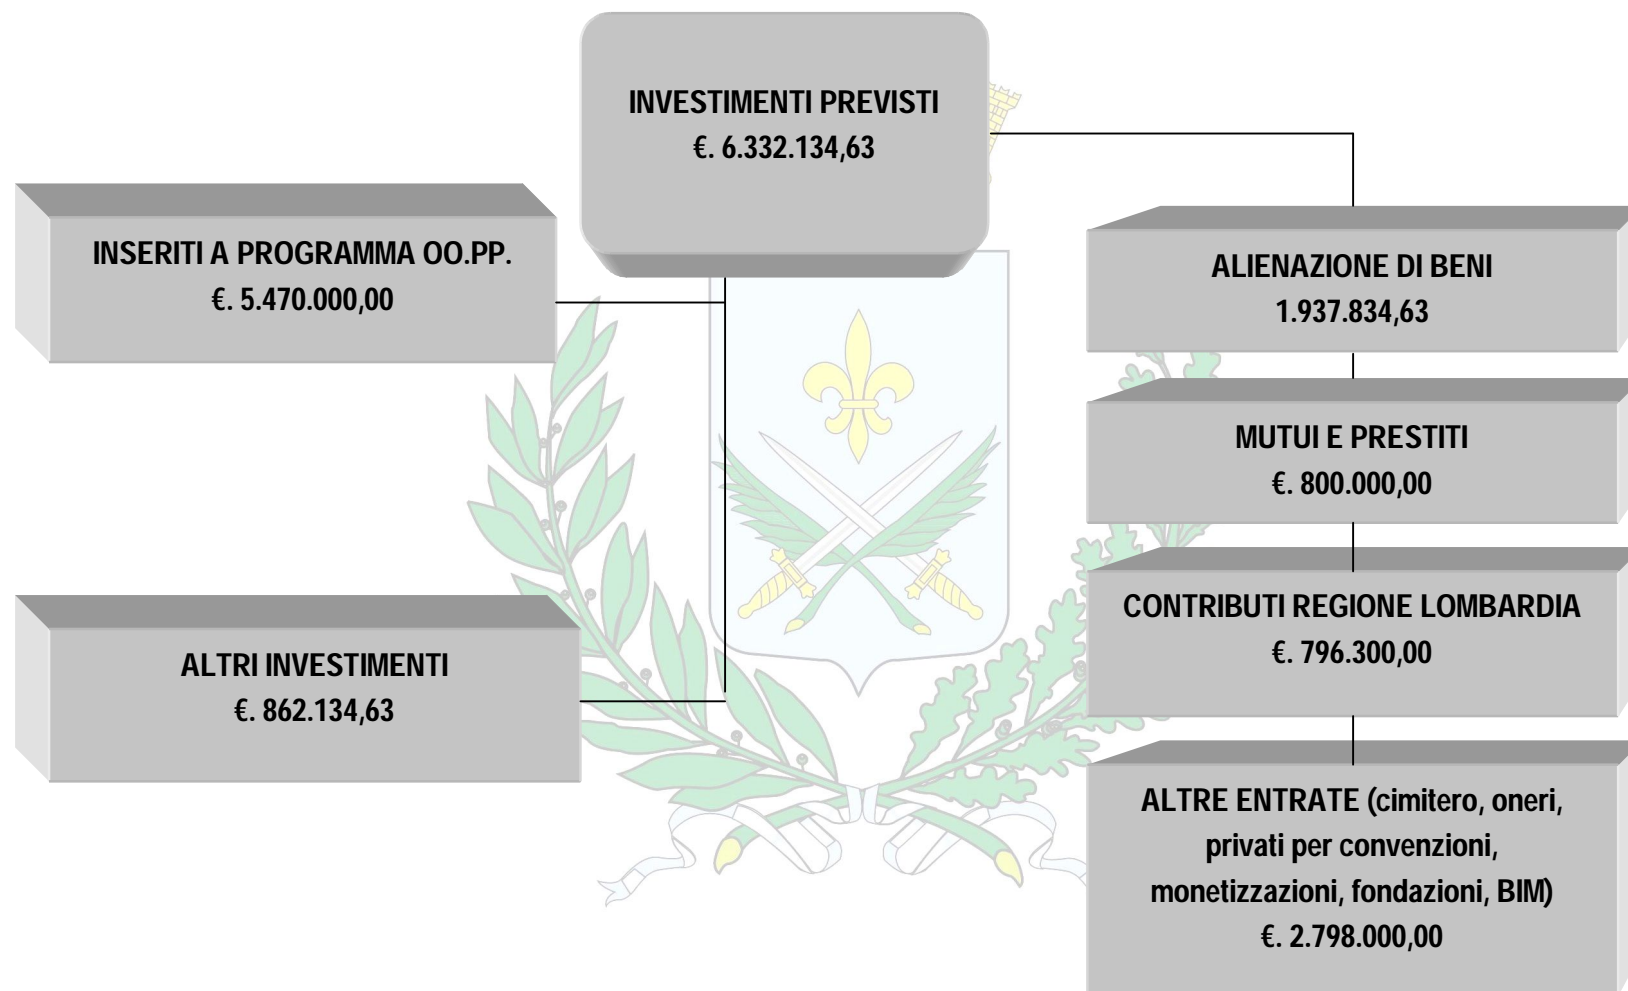 INVESTIMENTI PREVISTI
€. 6.332.134,63
INSERITI A PROGRAMMA OO.PP.
€. 5.470.000,00
ALTRI INVESTIMENTI
€. 862.134,63
ALIENAZIONE DI BENI
1.937.834,63
MUTUI E PRESTITI
€. 800.000,00
CONTRIBUTI REGIONE LOMBARDIA
€. 796.300,00
ALTRE ENTRATE (cimitero, oneri,
privati per convenzioni,
monetizzazioni, fondazioni, BIM)
€. 2.798.000,00